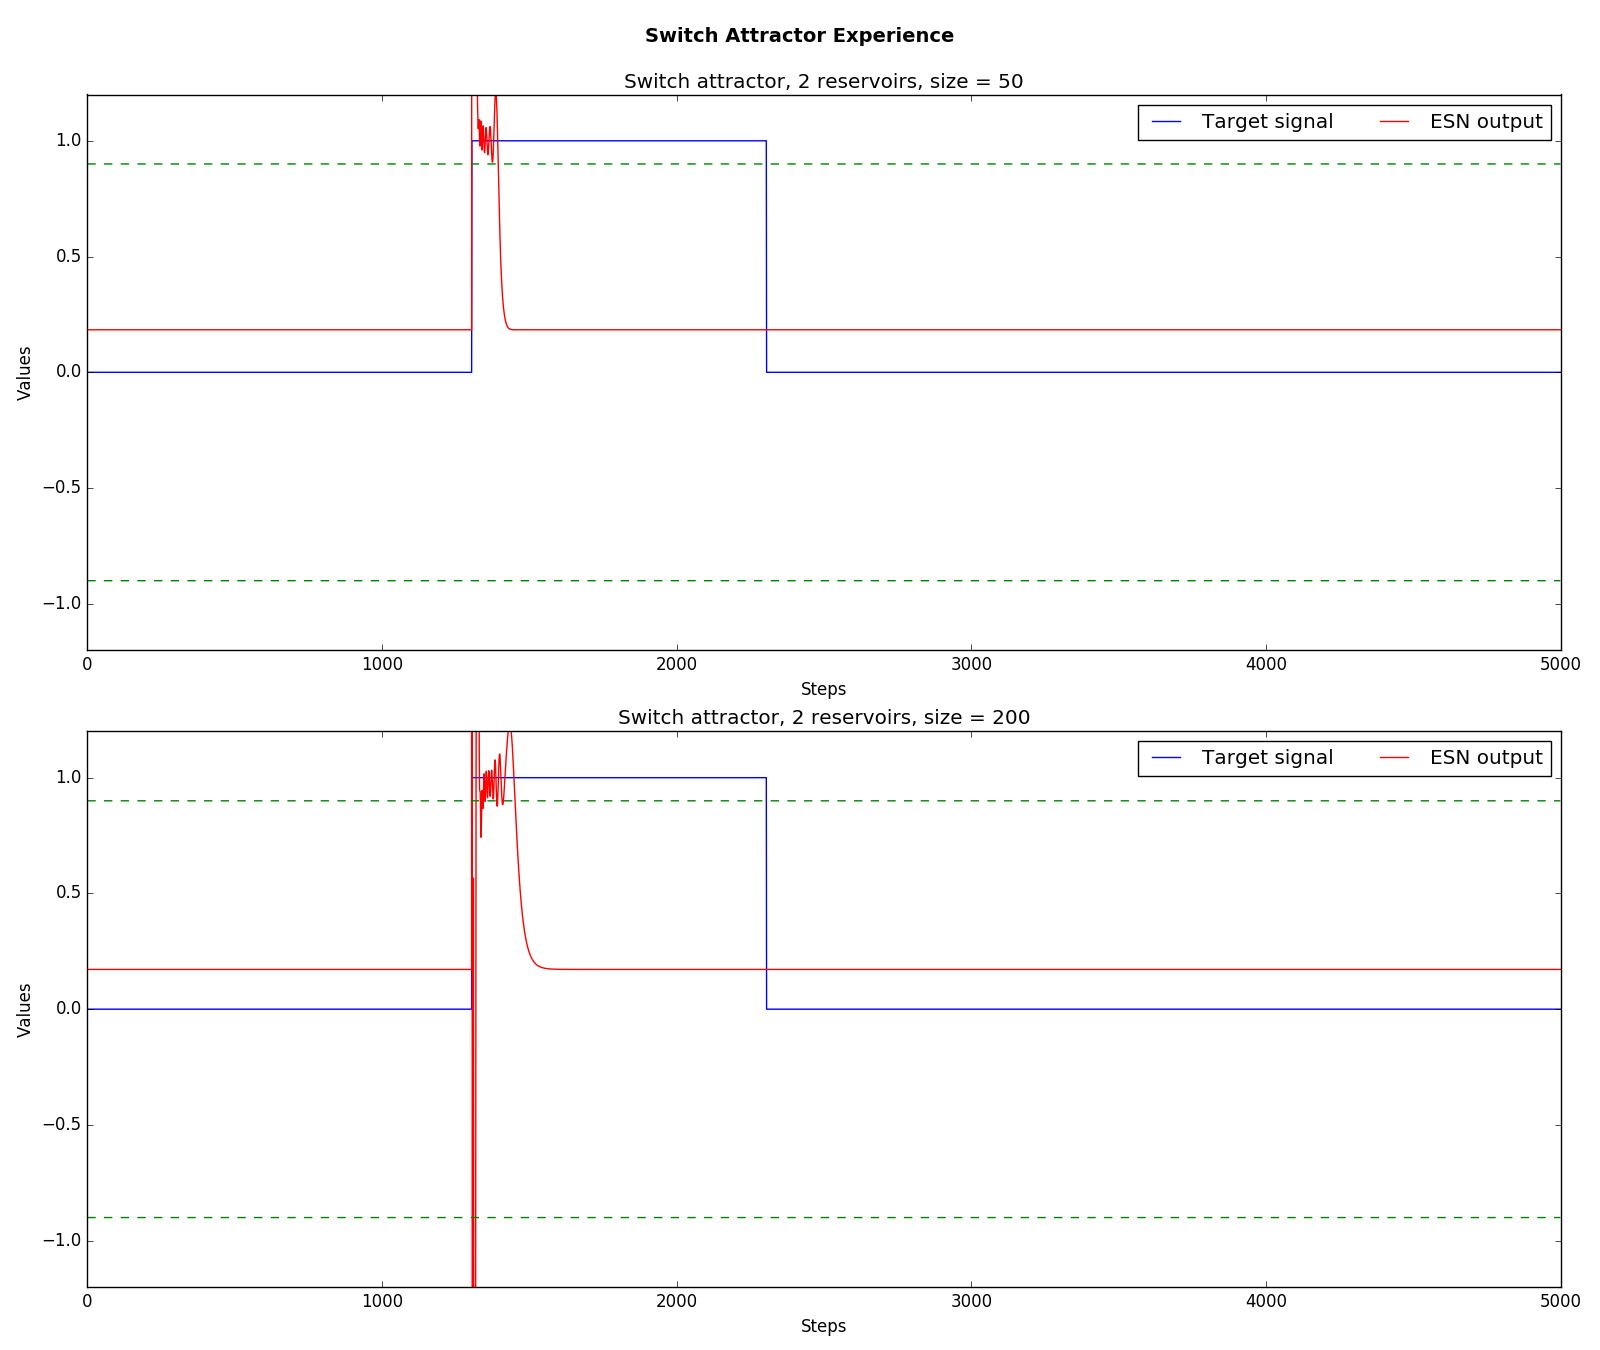 Switch Attractor Experience
Switch attractor, 2 reservoirs, size = 50
Target signal ESN output
1.0
0.5
0.0
−0.5
−1.0
Values
0 1000 2000 3000 4000 5000
Steps
Switch attractor, 2 reservoirs, size = 200
Target signal ESN output
1.0
0.5
0.0
−0.5
−1.0
Values
0 1000 2000 3000 4000 5000
Steps